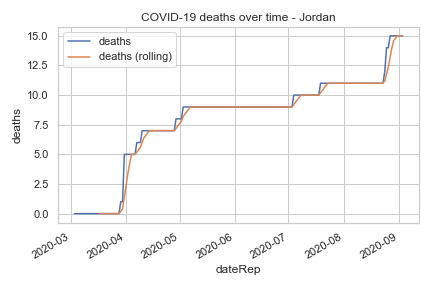 COVID-19 deaths over time - Jordan
deaths
deaths (rolling)
15.0
12.5
10.0
7.5
5.0
2.5
0.0
deaths
2020-03
2020-04
2020-05
2020-06
2020-07
2020-08
2020-09
dateRep